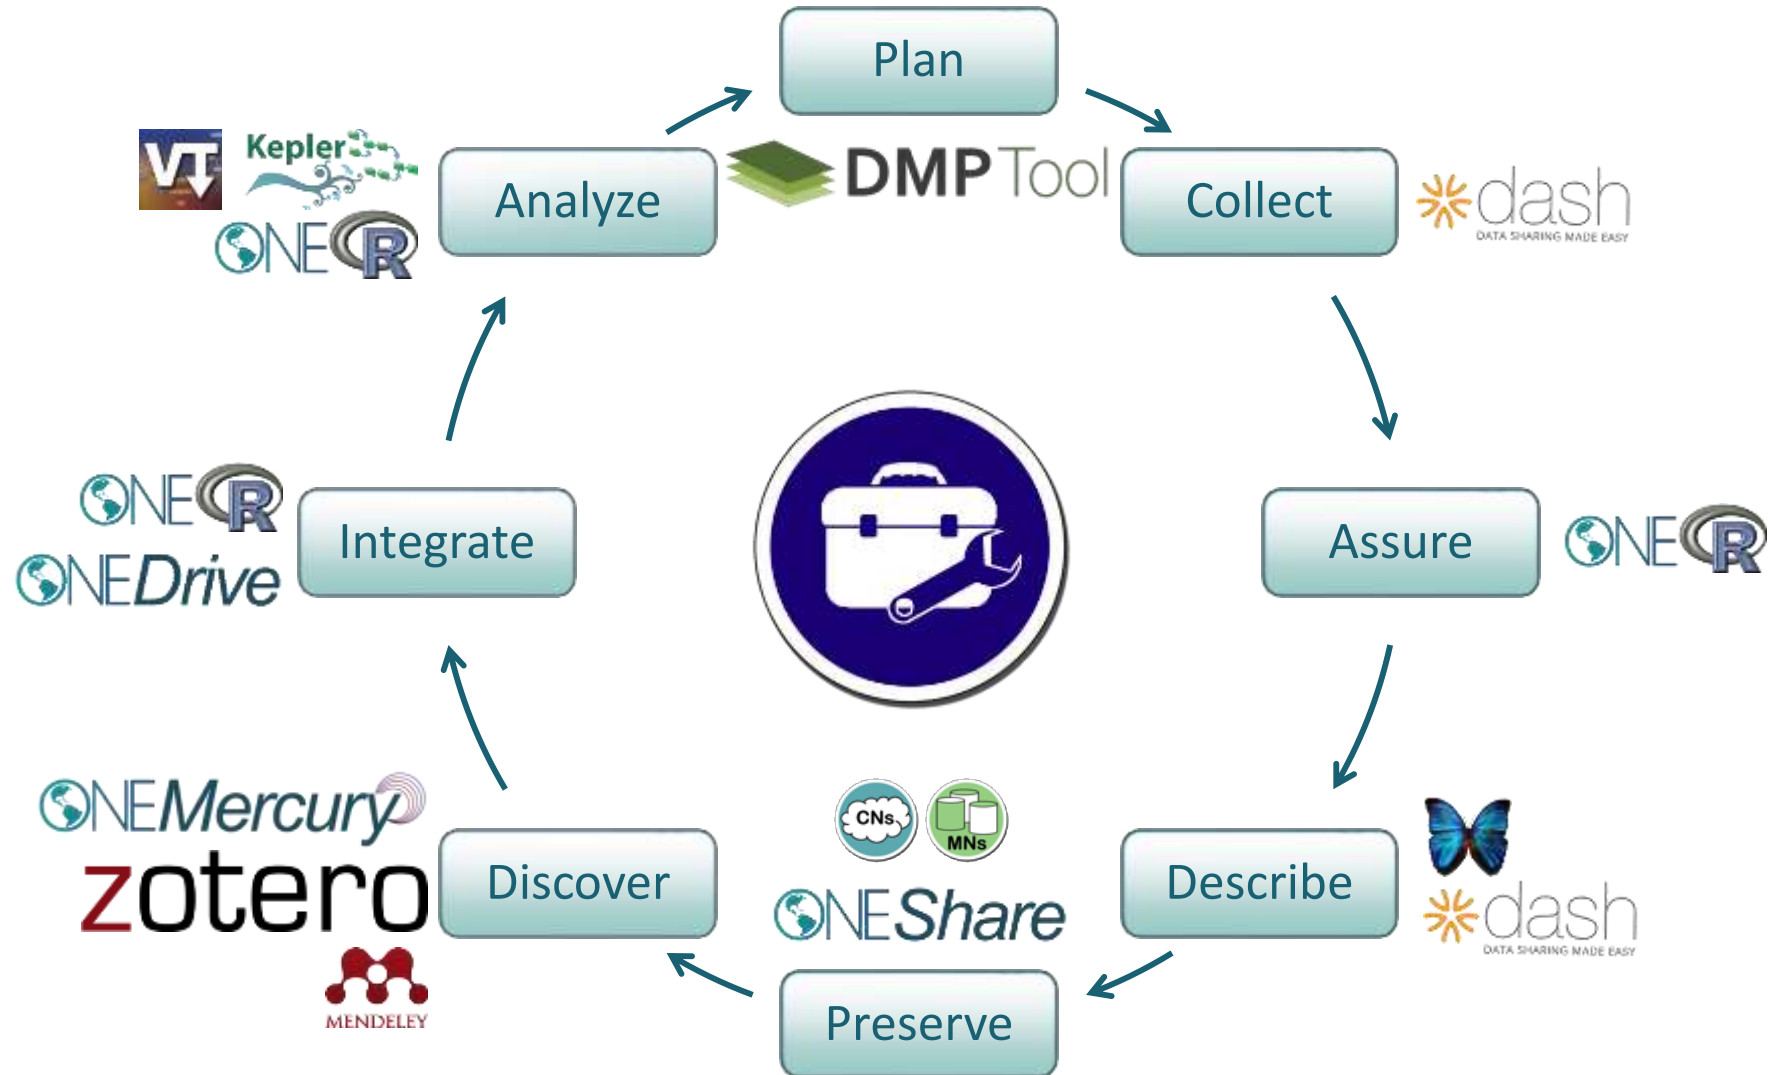 Plan
DMPTool
Collect
dash
DATA SHARING MADE EASY
Assure
ONER
Describe
dash
DATA SHARING MADE EASY
Preserve
CNs
MNs
ONEShare
Discover
ONEMercury
zotero
MENDELEY
Integrate
ONER
ONEDrive
Analyze
VT
Kepler
ONER